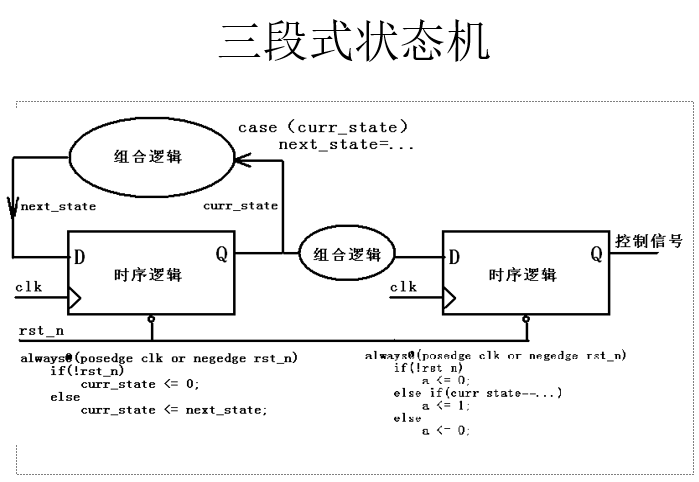 三段式状态机
case (curr_state)
next_state=...
组合逻辑
next_state
curr_state
D
Q
时序逻辑
clk
组合逻辑
D
Q
时序逻辑
clk
控制信号
rst_n
always@(posedge clk or negedge rst_n)
if(!rst_n)
curr_state <= 0;
else
curr_state <= next_state;
always@(posedge clk or negedge rst_n)
if(!rst_n)
a <= 0;
else if(curr_state==...)
a <= 1;
else
a <= 0;